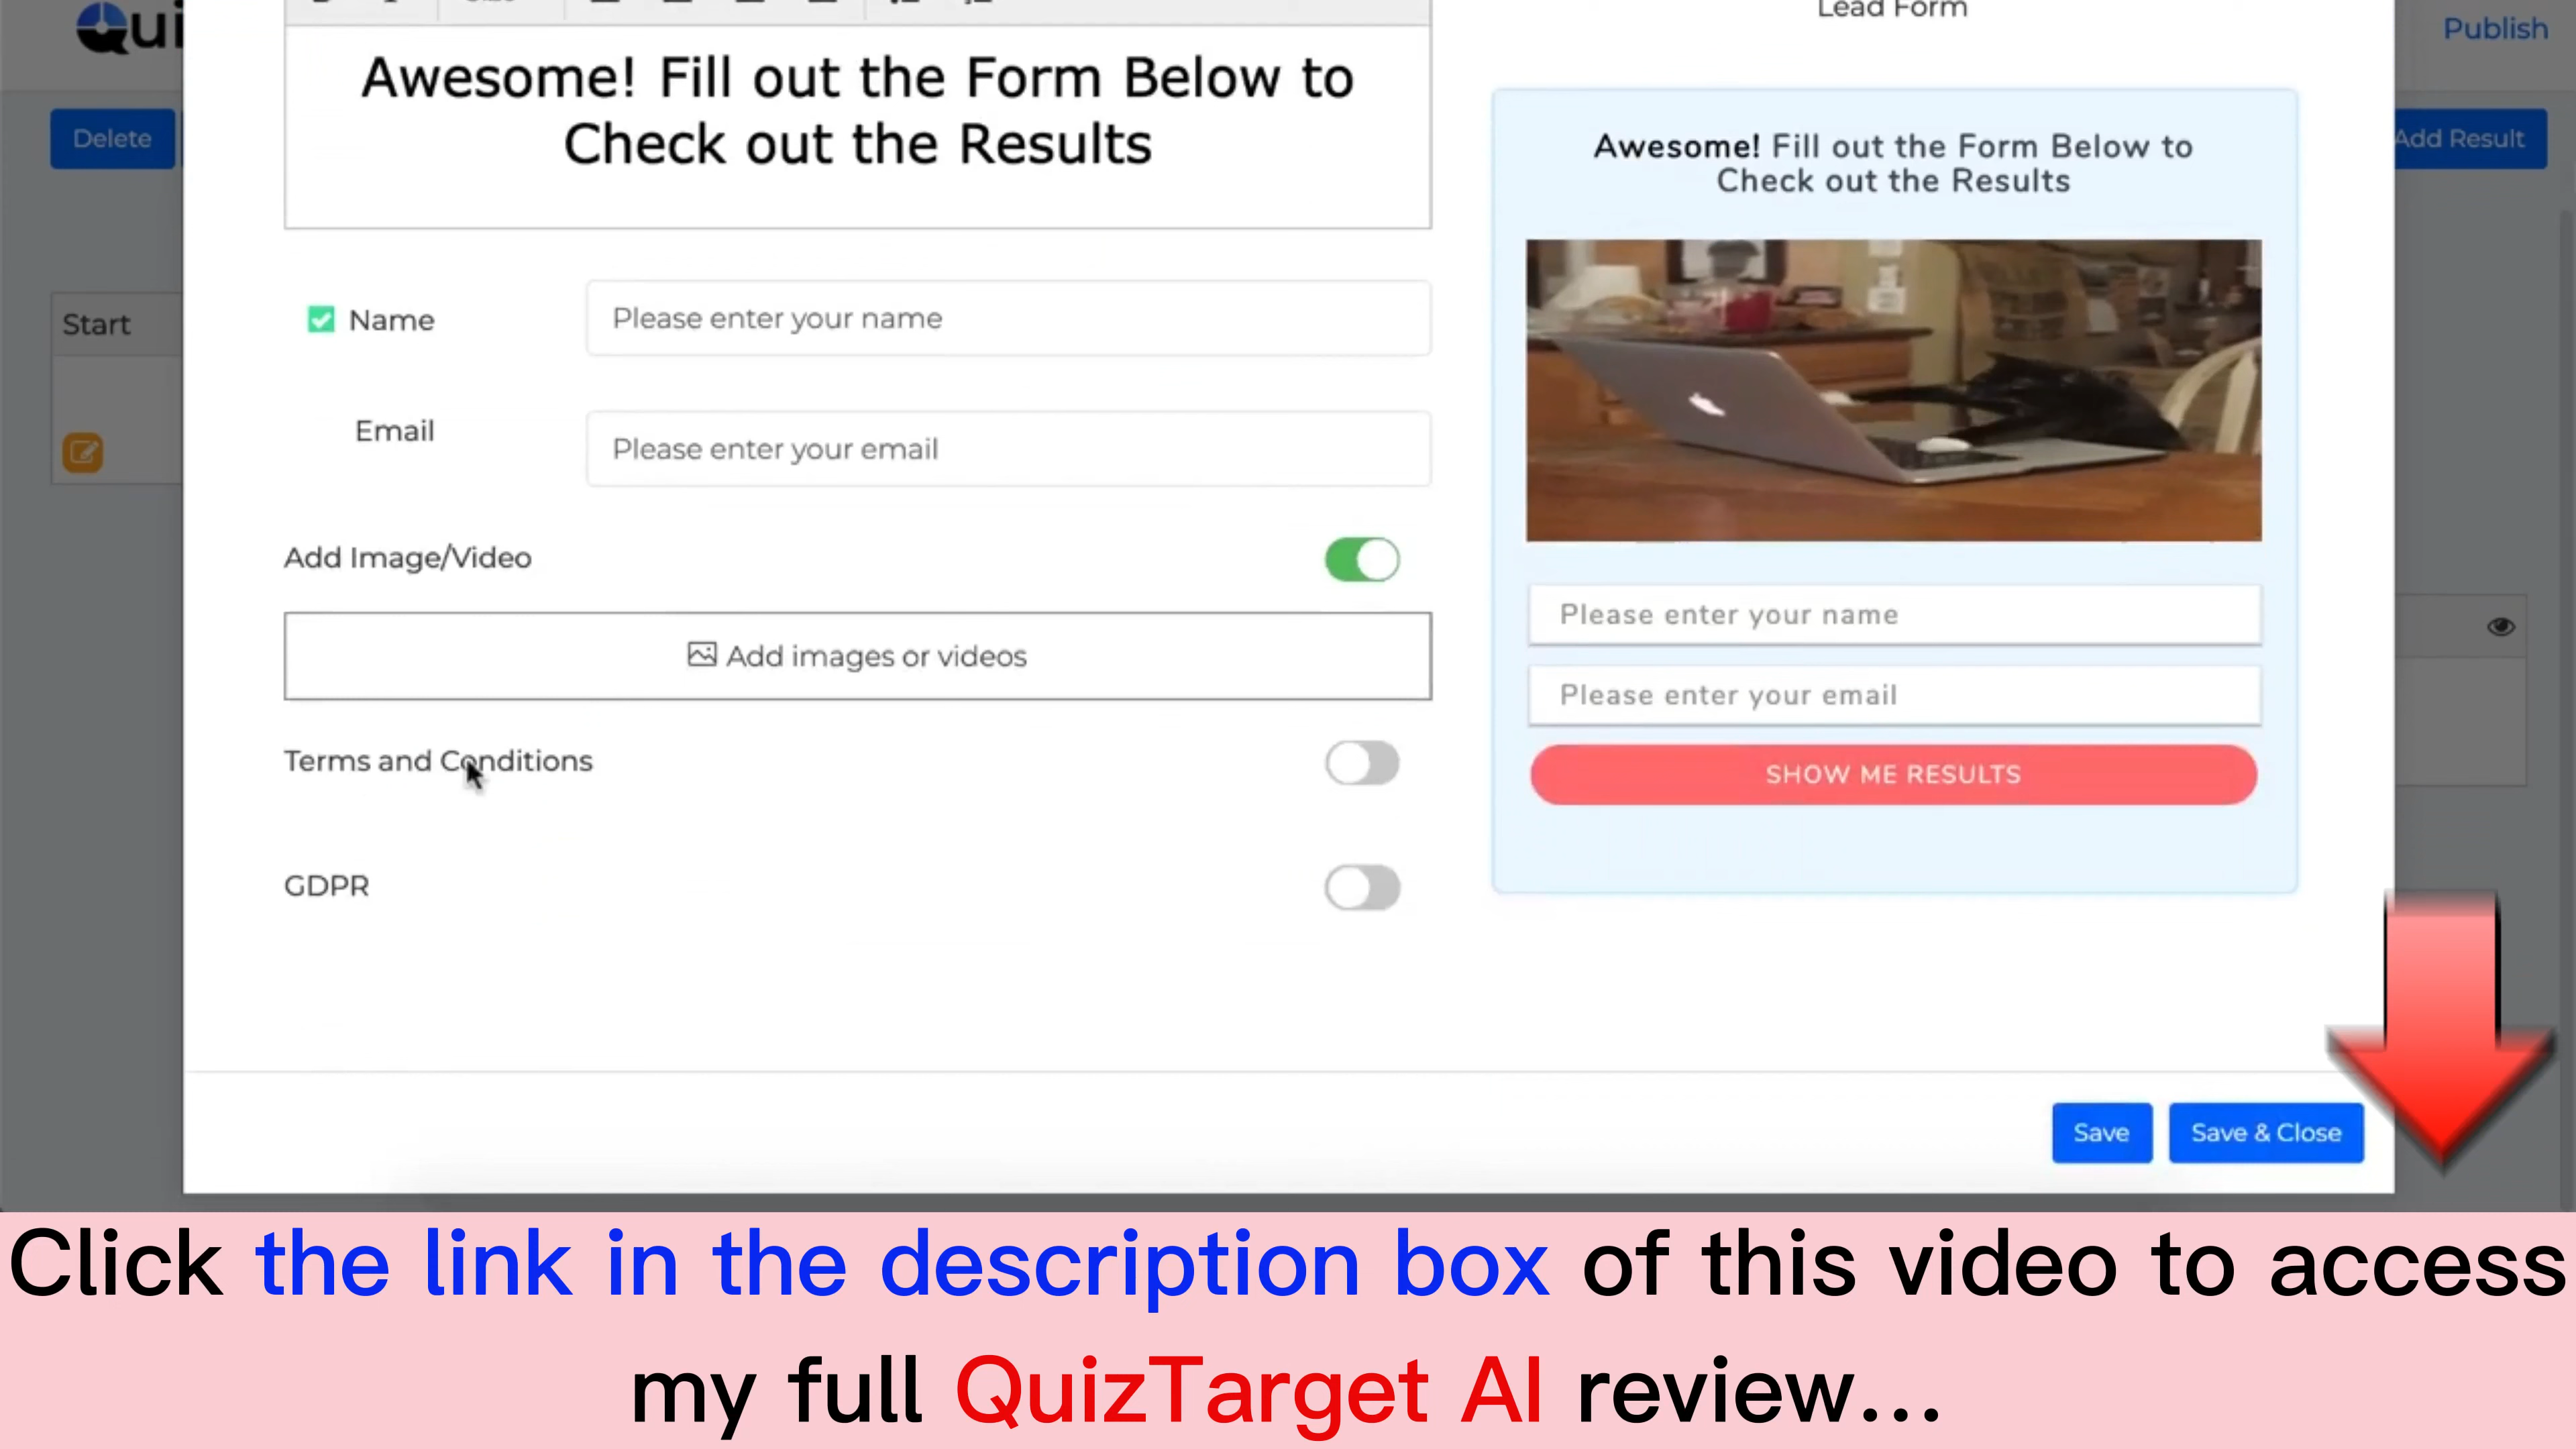 Qui
Lead Form
Publish
Delete
Add Result
Awesome! Fill out the Form Below to
Check out the Results
Awesome! Fill out the Form Below to
Check out the Results
Start
Name
Please enter your name
Email
Please enter your email
Add Image/Video
Add images or videos
Terms and Conditions
GDPR
Please enter your name
Please enter your email
SHOW ME RESULTS
Save
Save & Close
Click the link in the description box of this video to access
my full QuizTarget AI review...